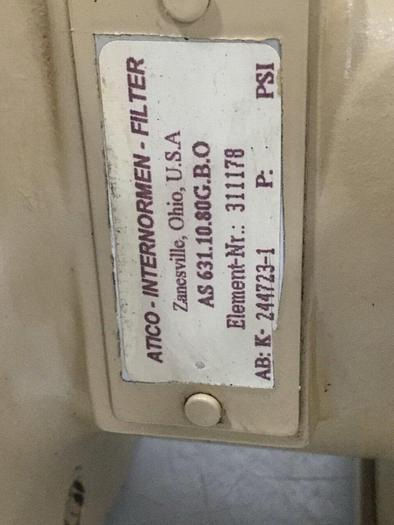 ATICO - INTERNORMEN - FILTER
Zanesville, Ohio, U.S.A
AS 631.10.80G.B.O
Element-Nr.: 311178
AB: K- 244723-1 P: PSI